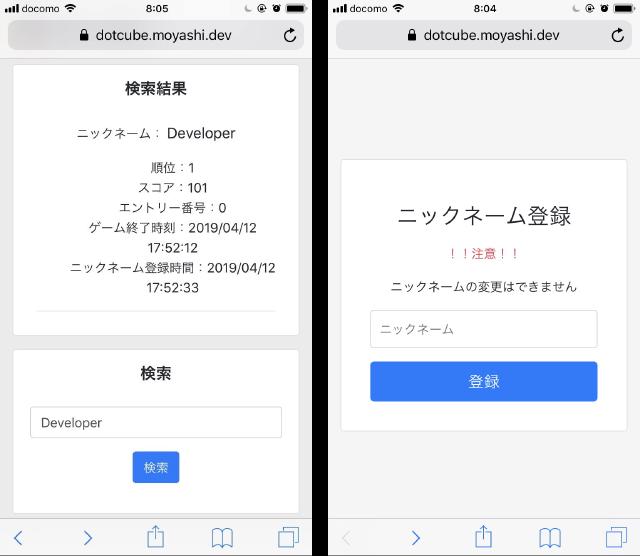 docomo 8:05
dotcube.moyashi.dev
検索結果
ニックネーム： Developer
順位：1
スコア：101
エントリー番号：0
ゲーム終了時刻：2019/04/12
17:52:12
ニックネーム登録時間：2019/04/12
17:52:33
検索
Developer
検索
docomo 8:04
dotcube.moyashi.dev
ニックネーム登録
！！注意！！
ニックネームの変更はできません
ニックネーム
登録